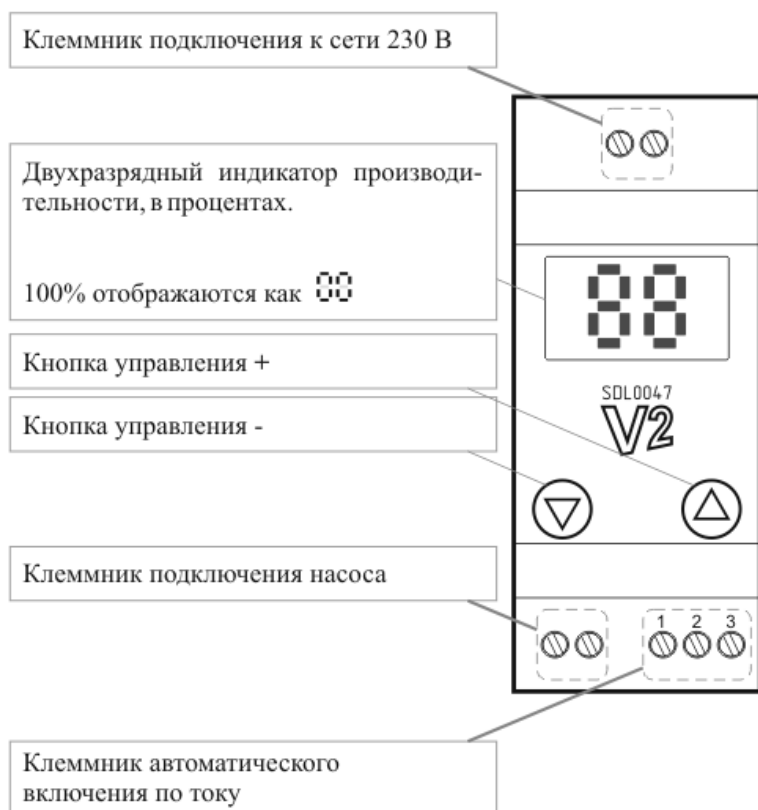 Клеммник подключения к сети 230 В
Двухразрядный индикатор производи-
тельности, в процентах.
100% отображаются как 00
Кнопка управления +
Кнопка управления -
Клеммник подключения насоса
Клеммник автоматического
включения по току
88
SDL0047
V2
1 2 3